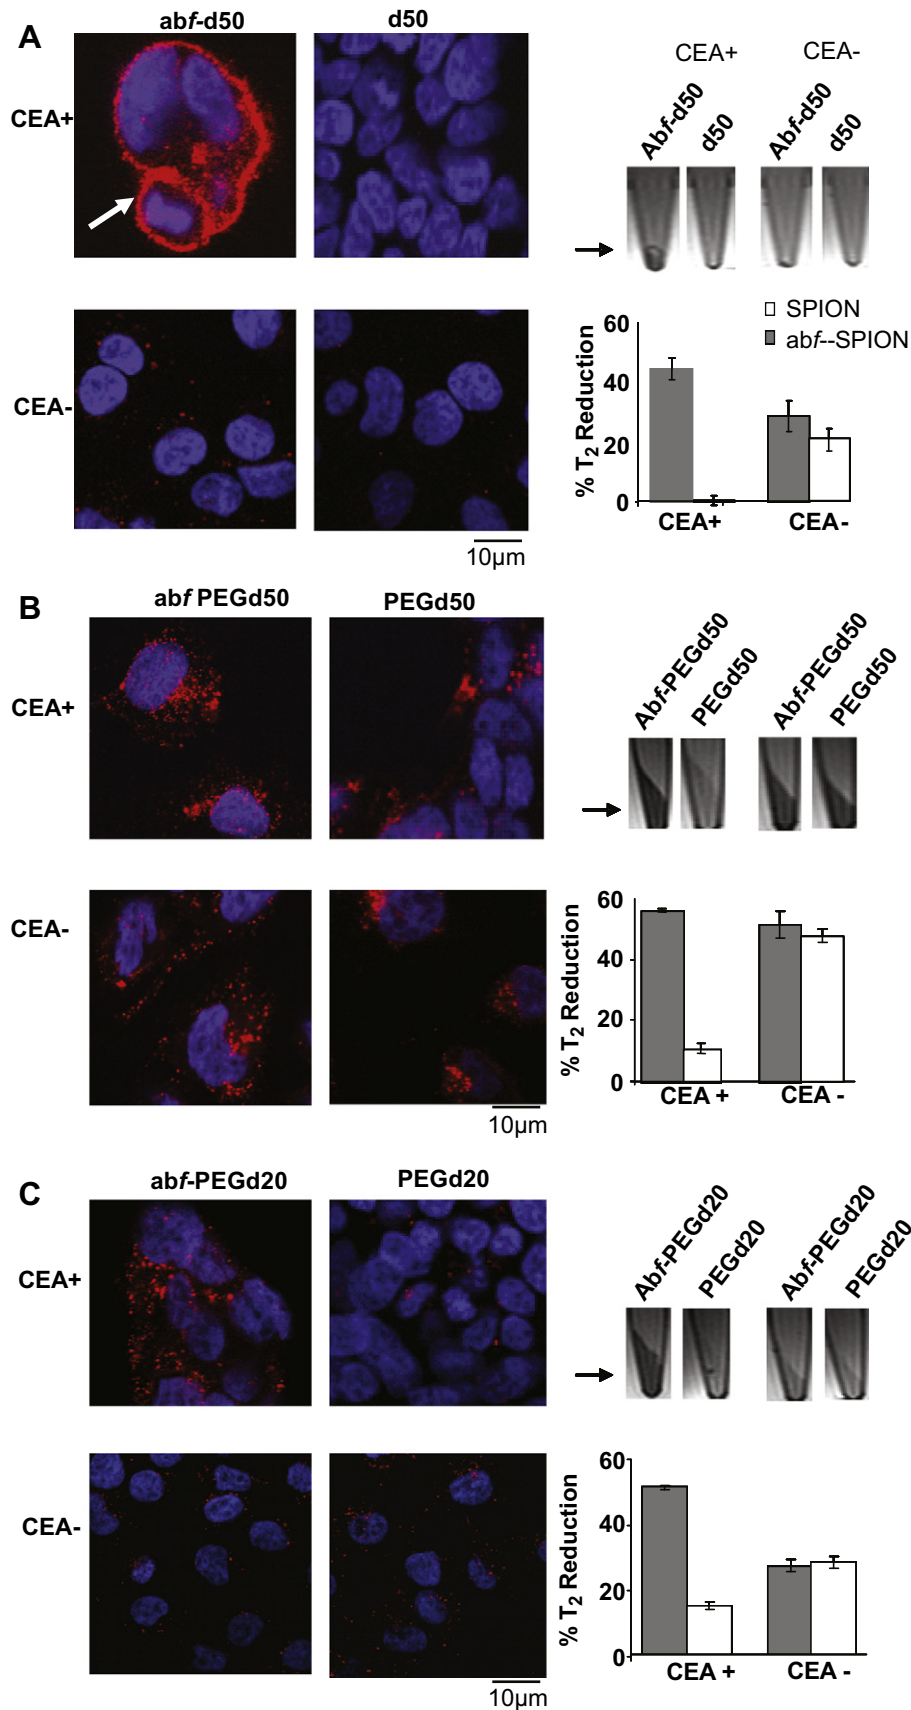 A
abf-d50
d50
CEA+
CEA-
10µm
CEA+
CEA-
Abf-d50
d50
Abf-d50
d50
SPION
abf--SPION
% T2 Reduction
60
40
20
0
CEA+
CEA-
B
abf PEGd50
PEGd50
CEA+
CEA-
10µm
Abf-PEGd50
PEGd50
Abf-PEGd50
PEGd50
% T2 Reduction
60
40
20
0
CEA +
CEA -
C
abf-PEGd20
PEGd20
CEA+
CEA-
10µm
Abf-PEGd20
PEGd20
Abf-PEGd20
PEGd20
% T2 Reduction
60
40
20
0
CEA +
CEA -